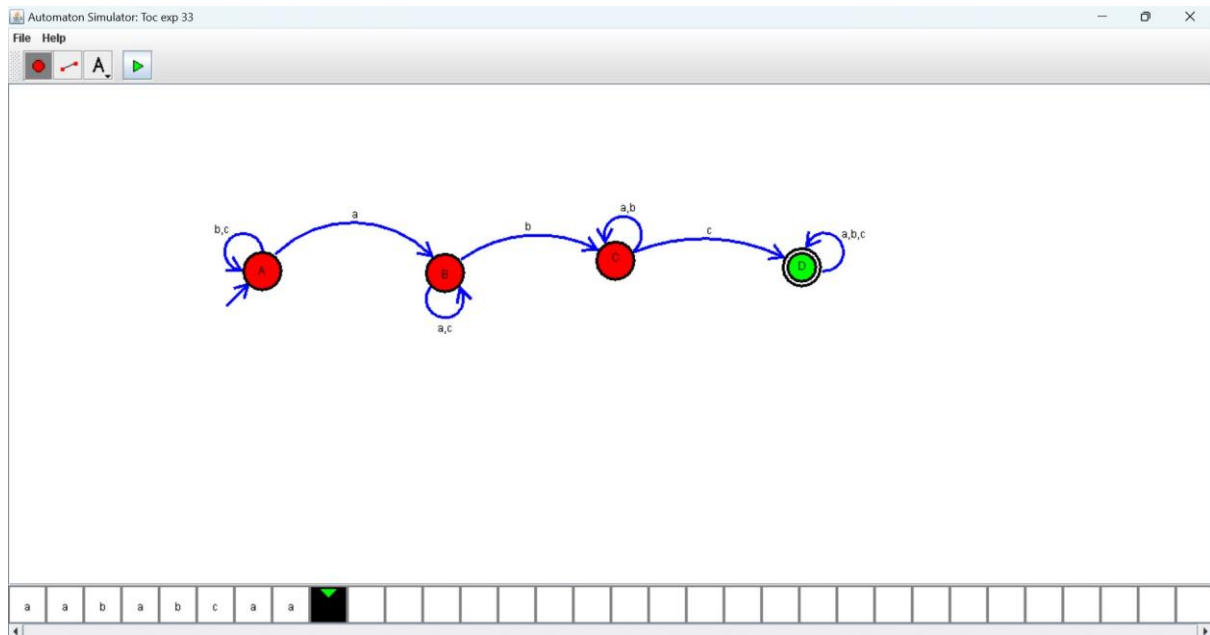 Automaton Simulator: Toc exp 33
File Help
A
a,b
a
b,c
b
c
a,b,c
A
B
C
D
a,c
a a b a b c a a